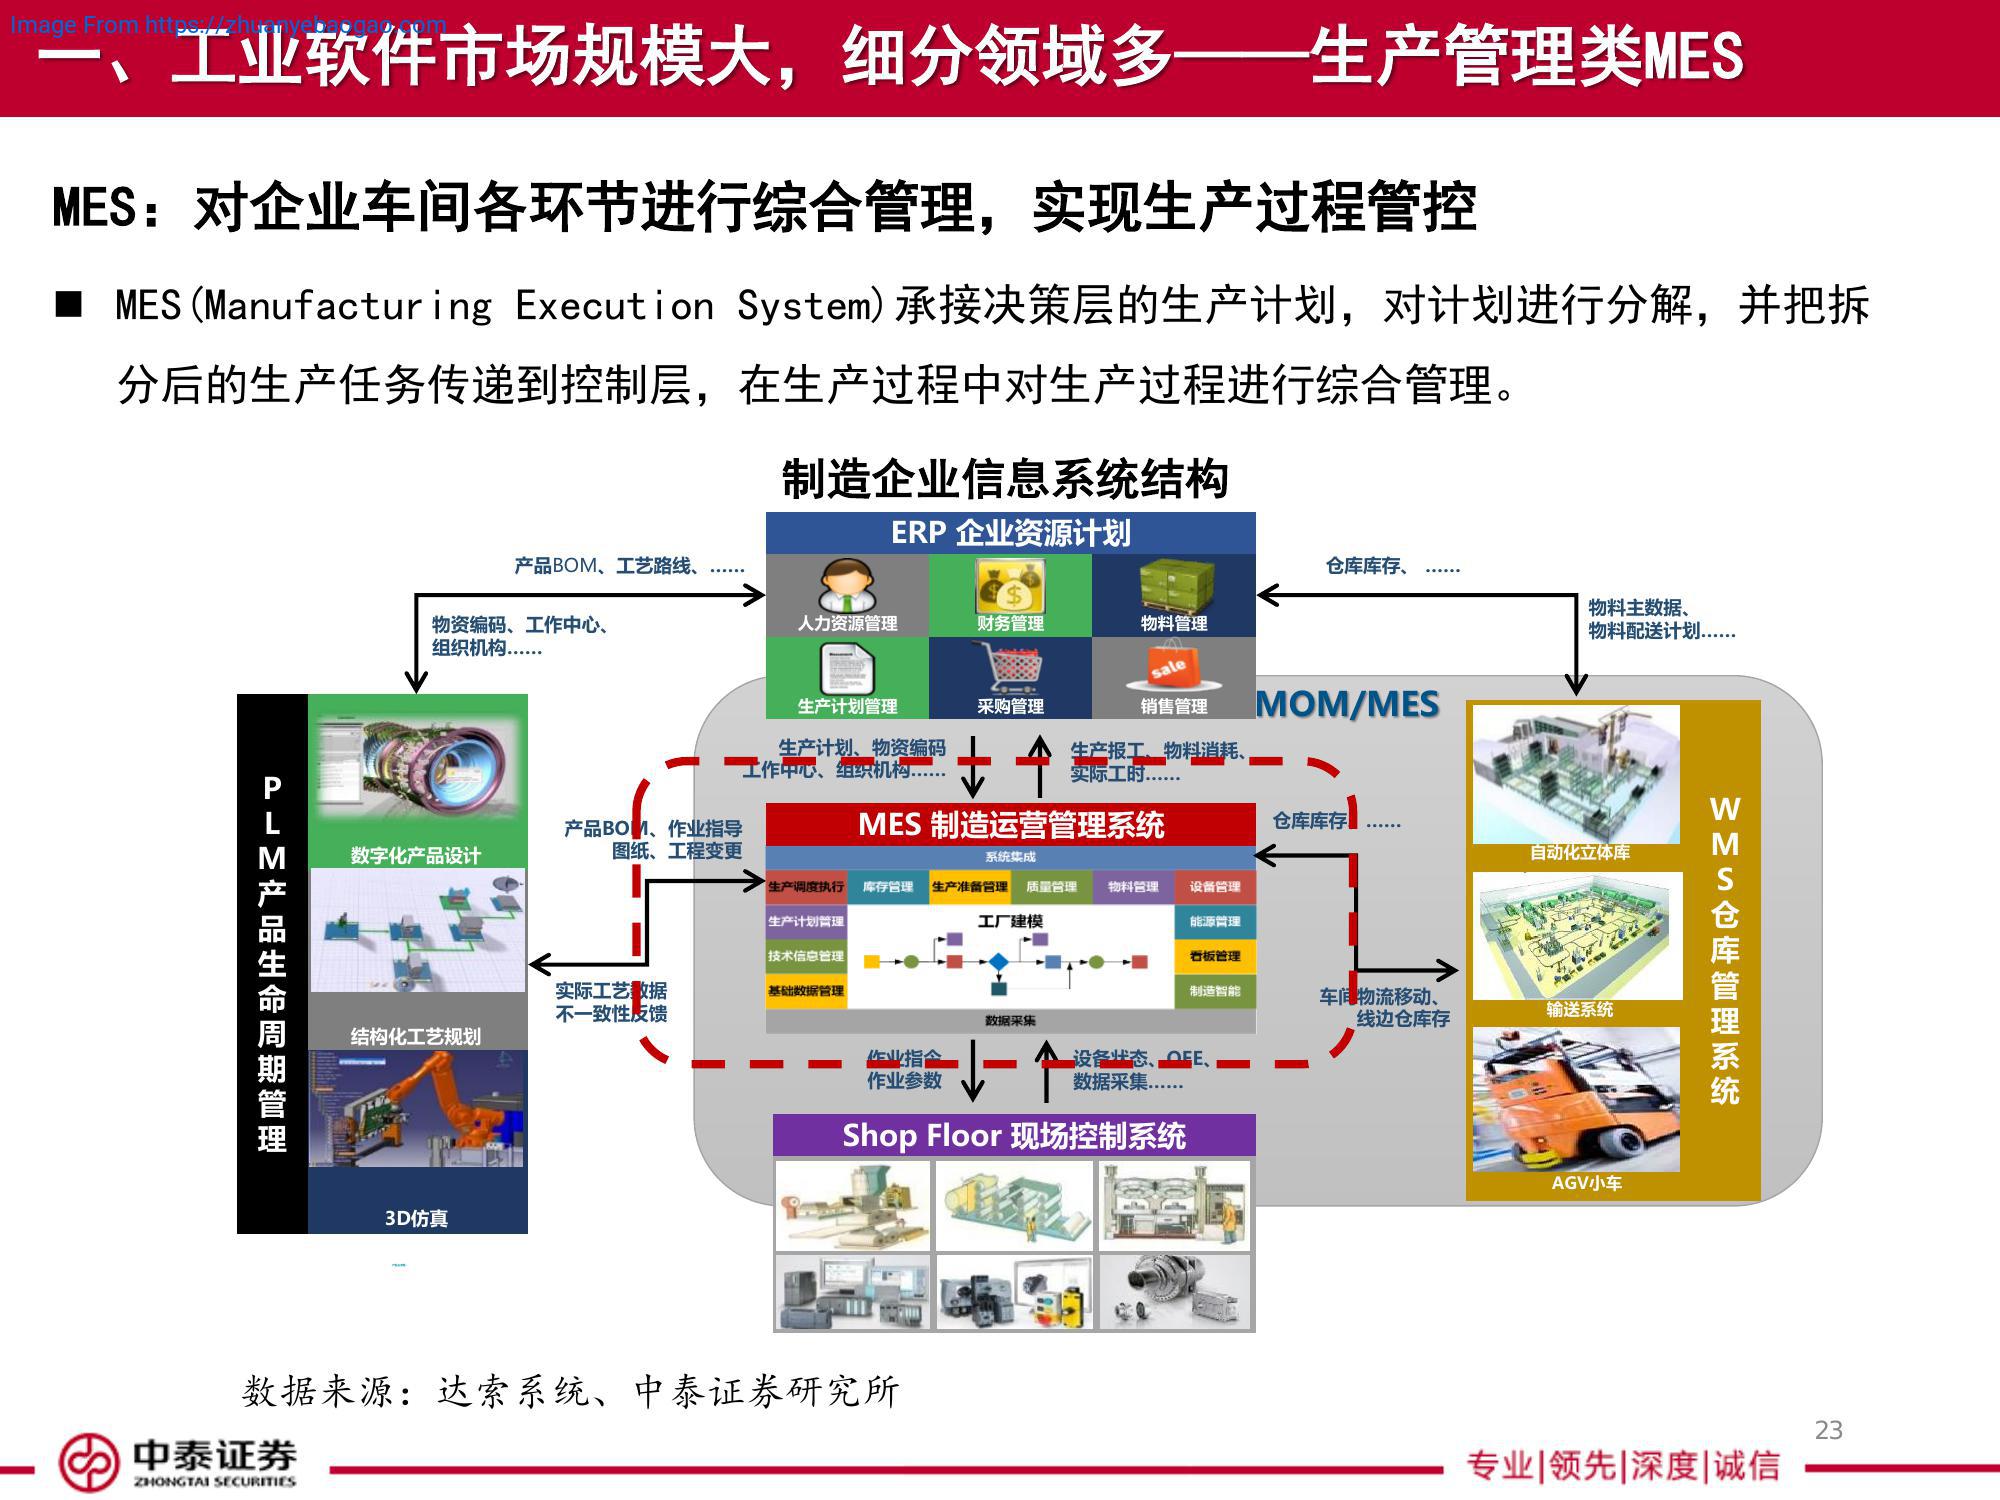 Image From https://zhuanyebaogao.com
一、工业软件市场规模大，细分领域多——生产管理类MES
MES：对企业车间各环节进行综合管理，实现生产过程管控
■ MES(Manufacturing Execution System)承接决策层的生产计划，对计划进行分解，并把拆
分后的生产任务传递到控制层，在生产过程中对生产过程进行综合管理。
制造企业信息系统结构
ERP 企业资源计划
人力资源管理
财务管理
物料管理
生产计划管理
采购管理
销售管理
产品BOM、工艺路线、……
物资编码、工作中心、
组织机构……
仓库库存、 ……
物料主数据、
物料配送计划……
MOM/MES
PLM产品生命周期管理
数字化产品设计
结构化工艺规划
3D仿真
生产计划、物资编码
工作中心、组织机构……
生产报工、物料消耗、
实际工时……
产品BOM、作业指导
图纸、工程变更
实际工艺数据
不一致性反馈
MES 制造运营管理系统
系统集成
生产调度执行
库存管理
生产准备管理
质量管理
物料管理
设备管理
生产计划管理
技术信息管理
基础数据管理
工厂建模
能源管理
看板管理
制造智能
数据采集
仓库库存、……
车间物流移动、
线边仓库存
作业指令
作业参数
设备状态、OEE、
数据采集……
Shop Floor 现场控制系统
WMS仓库管理系统
自动化立体库
输送系统
AGV小车
数据来源：达索系统、中泰证券研究所
23
中泰证券
ZHONGTAI SECURITIES
专业|领先|深度|诚信